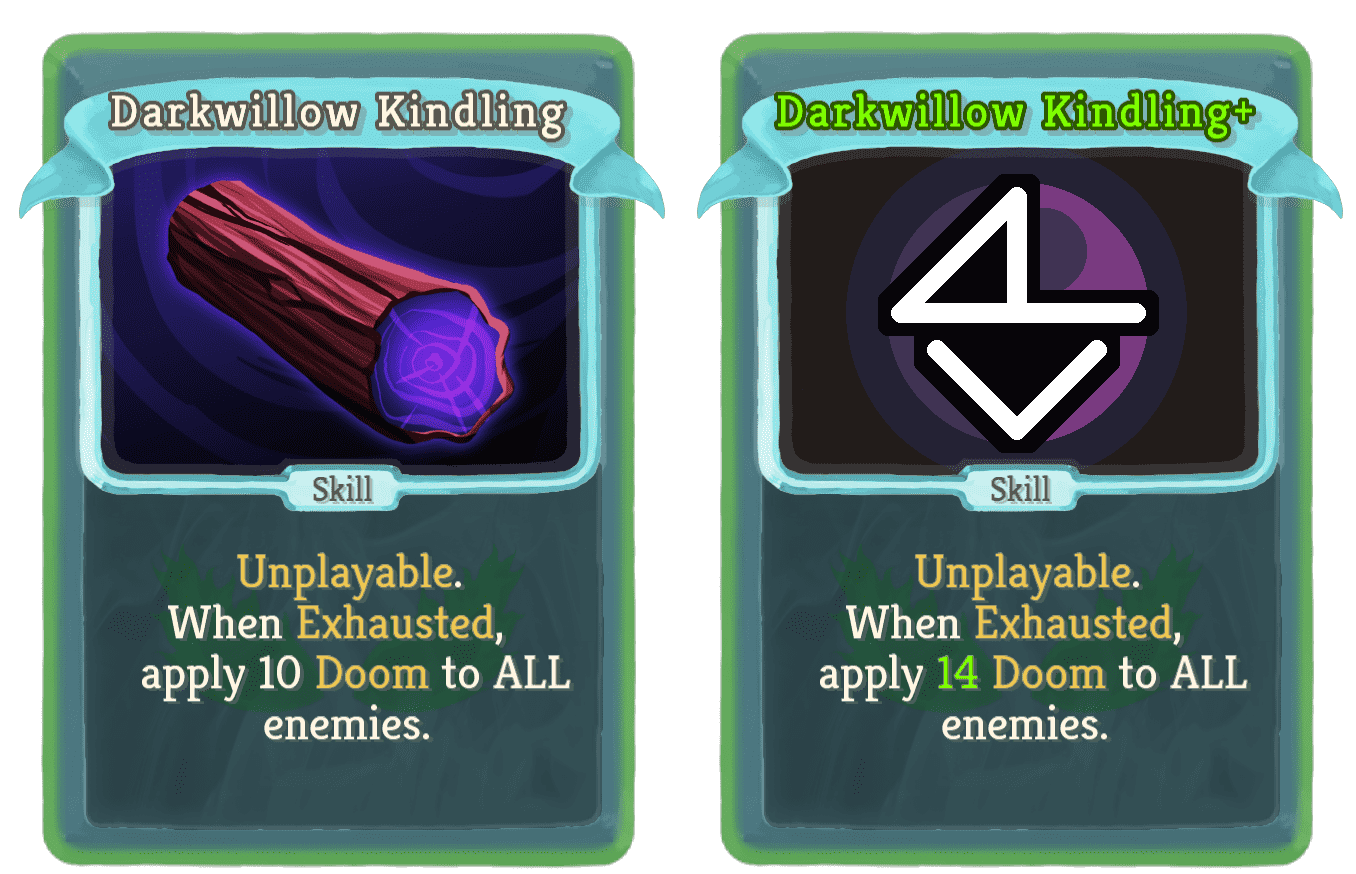 Darkwillow Kindling
Skill
Unplayable.
When Exhausted,
apply 10 Doom to ALL
enemies.
Darkwillow Kindling+
Skill
Unplayable.
When Exhausted,
apply 14 Doom to ALL
enemies.